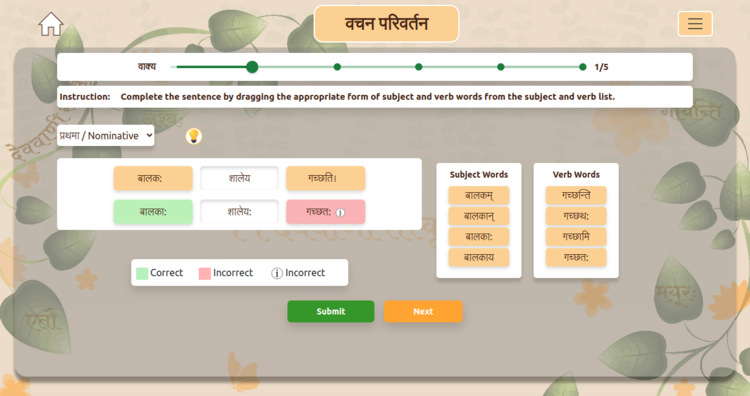 वचन परिवर्तन
वाक्य 1/5
Instruction: Complete the sentence by dragging the appropriate form of subject and verb words from the subject and verb list.
प्रथमा / Nominative
बालक: शालेय गच्छति।
बालका: शालेय: गच्छत: i
Subject Words
बालकम्
बालकान्
बालका:
बालकाय
Verb Words
गच्छन्ति
गच्छथ:
गच्छामि
गच्छत:
Correct Incorrect i Incorrect
Submit Next